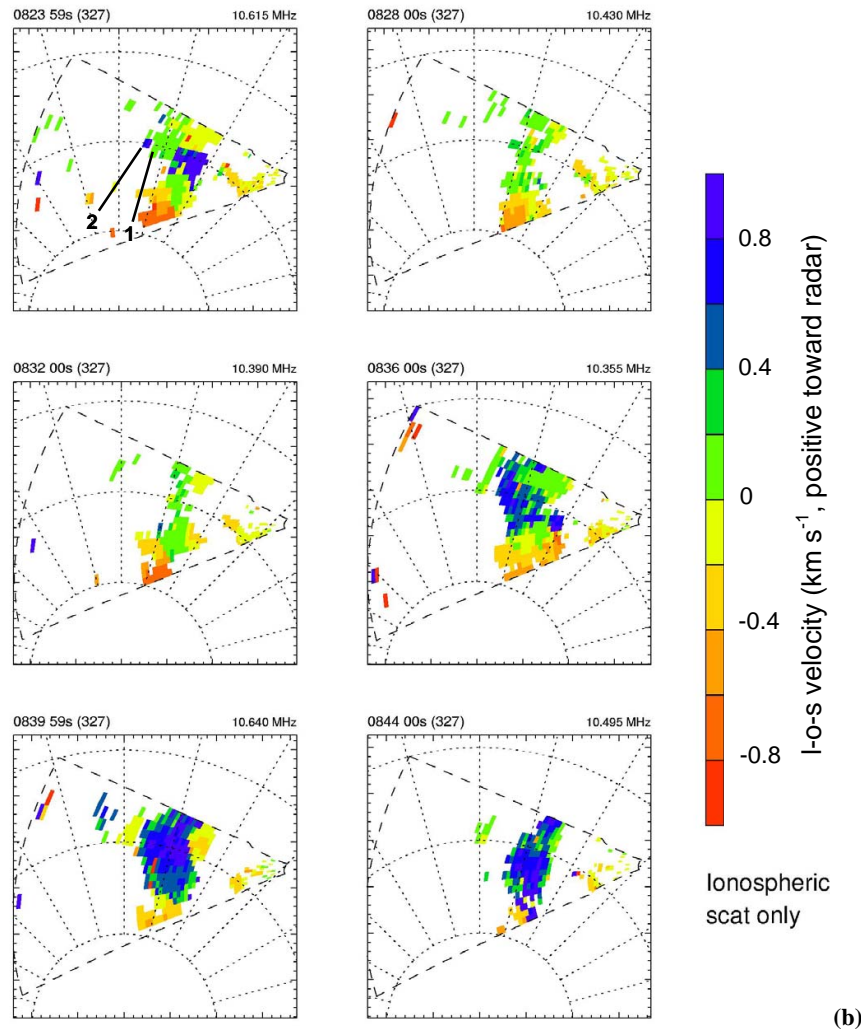 0823 59s (327) 10.615 MHz
0828 00s (327) 10.430 MHz
2
1
0832 00s (327) 10.390 MHz
0836 00s (327) 10.355 MHz
0839 59s (327) 10.640 MHz
0844 00s (327) 10.495 MHz
0.8
0.4
0
-0.4
-0.8
l-o-s velocity (km s⁻¹, positive toward radar)
Ionospheric
scat only
(b)